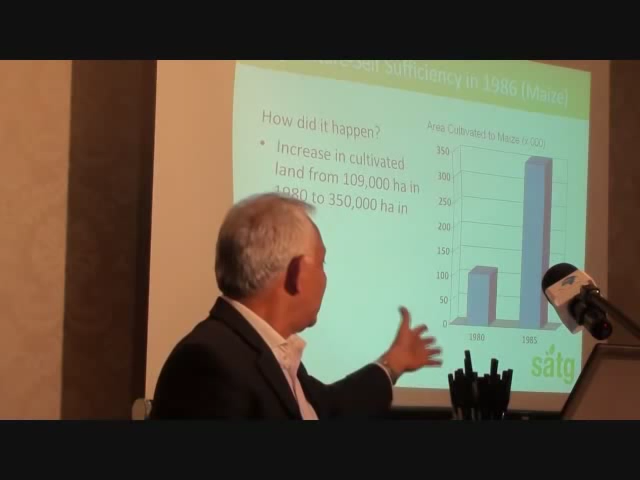 Self Sufficiency in 1986 (Maize)
How did it happen?
• Increase in cultivated
land from 109,000 ha in
1980 to 350,000 ha in
Area Cultivated to Maize (x 000)
350
300
250
200
150
100
50
0
1980
1985
satg